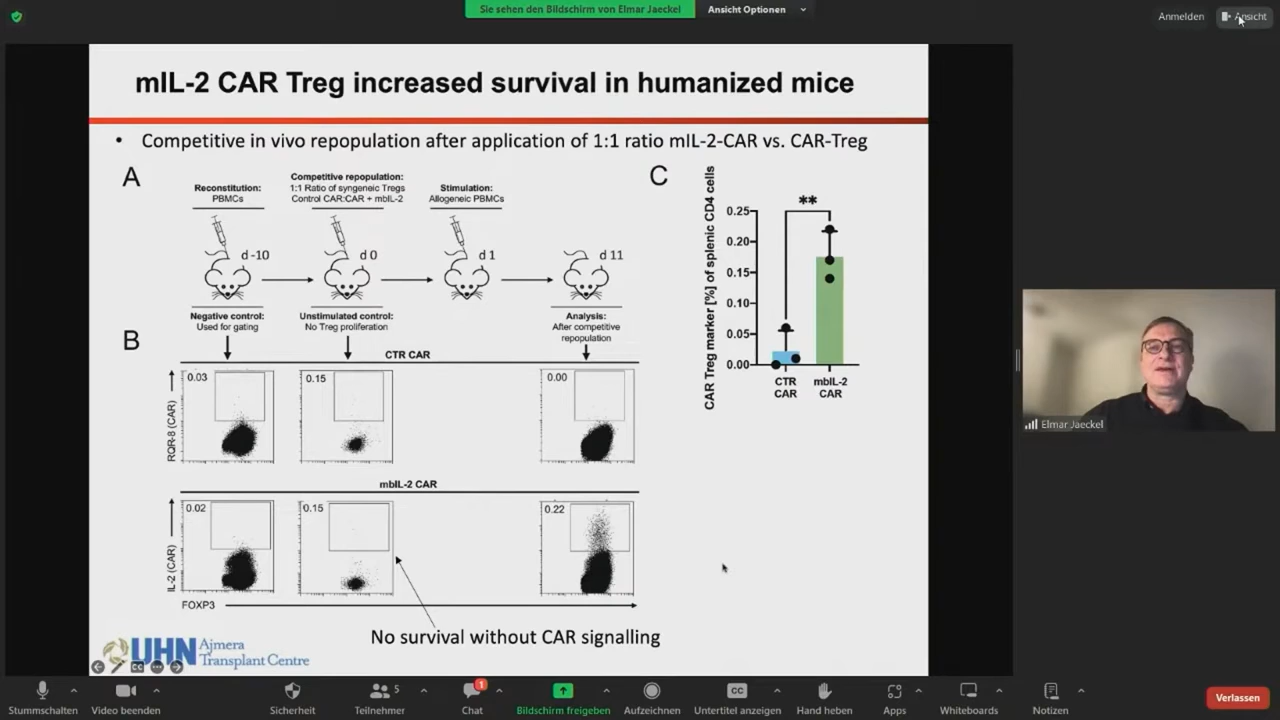 Sie sehen den Bildschirm von Elmar Jaeckel
Ansicht Optionen
Anmelden
Ansicht
mIL-2 CAR Treg increased survival in humanized mice
• Competitive in vivo repopulation after application of 1:1 ratio mIL-2-CAR vs. CAR-Treg
A
Reconstitution:
PBMCs
Competitive repopulation:
1:1 Ratio of syngeneic Tregs
Control CAR:CAR + mbIL-2
Stimulation:
Allogeneic PBMCs
d -10
d 0
d 1
d 11
Negative control:
Used for gating
Unstimulated control:
No Treg proliferation
Analysis:
After competitive
repopulation
B
CTR CAR
RQR-8 (CAR)
0.03
0.15
0.00
mbIL-2 CAR
IL-2 (CAR)
0.02
0.15
0.22
FOXP3
No survival without CAR signalling
C
CAR Treg marker [%] of splenic CD4 cells
**
0.25
0.20
0.15
0.10
0.05
0.00
CTR
CAR
mbIL-2
CAR
UHN
Ajmera
Transplant Centre
CC
Elmar Jaeckel
Stummschalten
Video beenden
Sicherheit
5
Teilnehmer
1
Chat
Bildschirm freigeben
Aufzeichnen
CC
Untertitel anzeigen
Hand heben
Apps
Whiteboards
Notizen
Verlassen